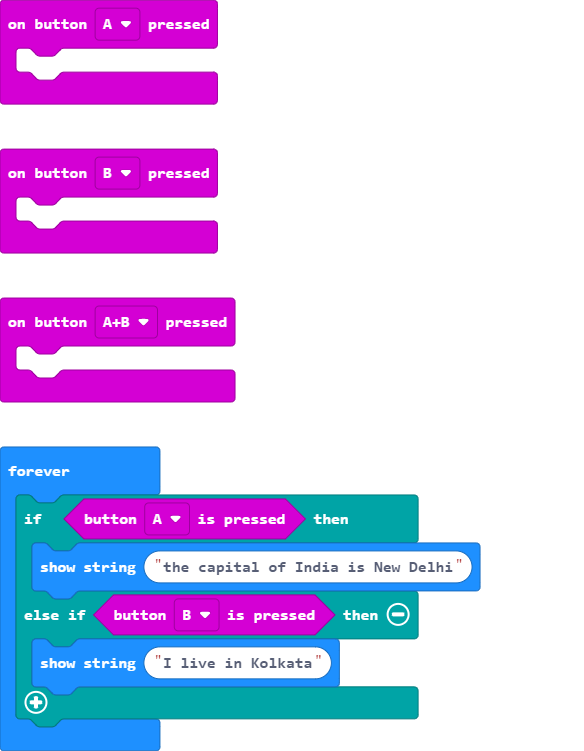 on button A pressed
on button B pressed
on button A+B pressed
forever
if button A is pressed then
show string "the capital of India is New Delhi"
else if button B is pressed then
show string "I live in Kolkata"